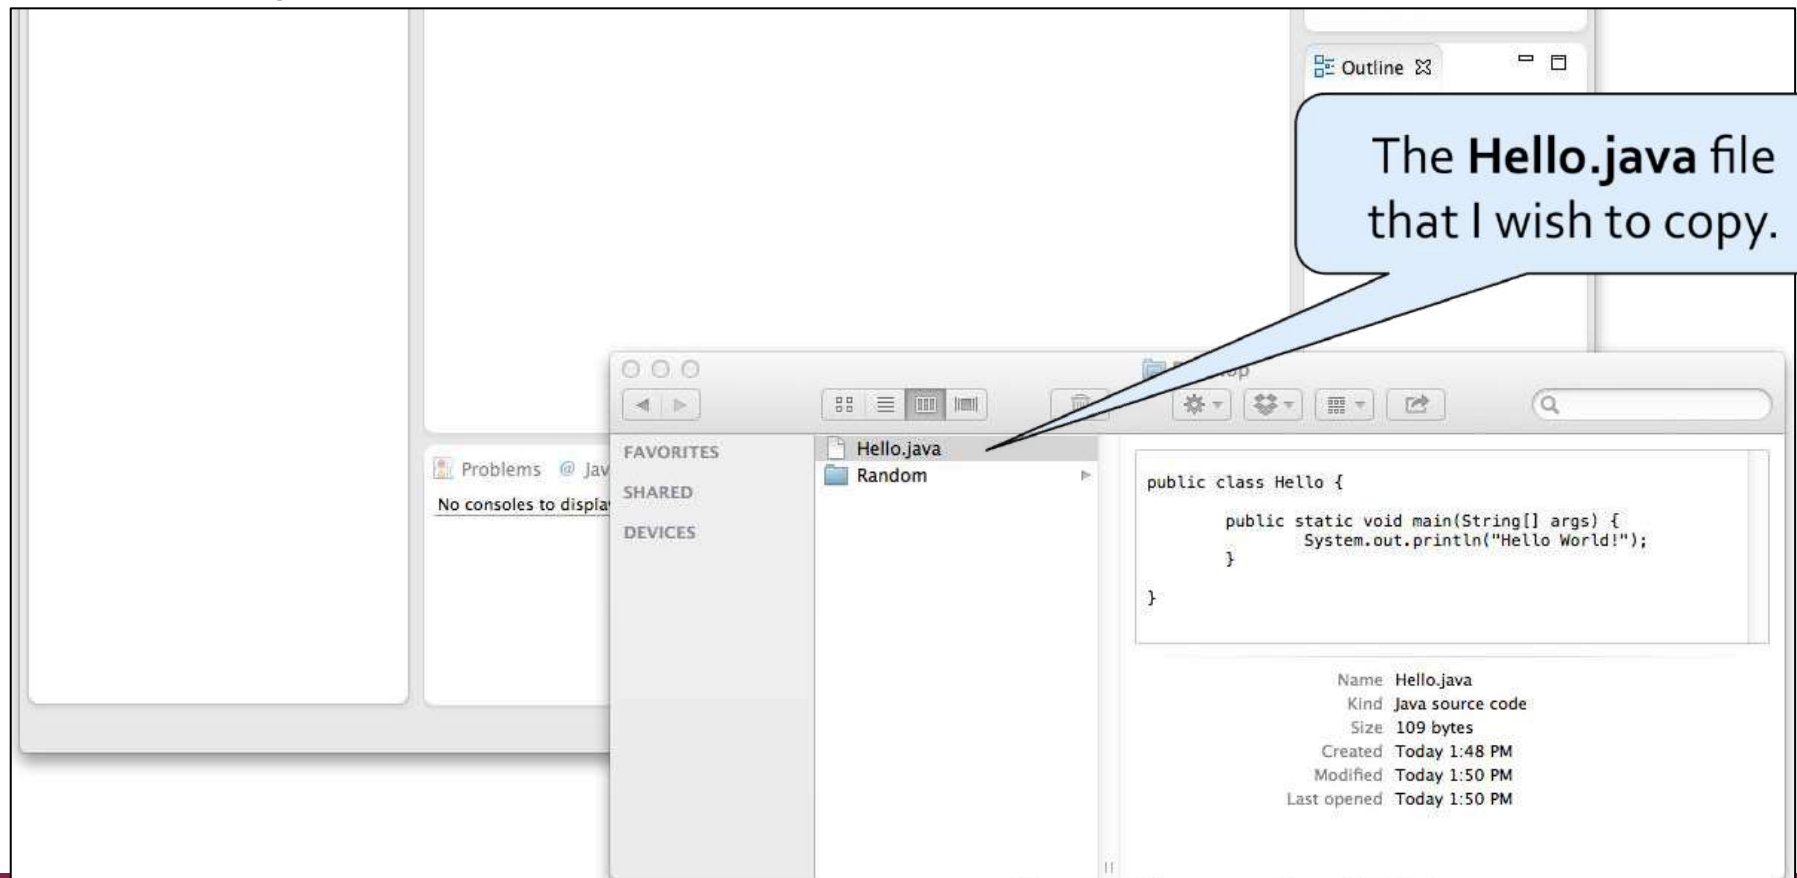 Outline
The Hello.java file
that I wish to copy.
Hello.java
Random
FAVORITES
SHARED
DEVICES
Problems @ Jav
No consoles to displa
public class Hello {
public static void main(String[] args) {
System.out.println("Hello World!");
}
}
Name Hello.java
Kind Java source code
Size 109 bytes
Created Today 1:48 PM
Modified Today 1:50 PM
Last opened Today 1:50 PM